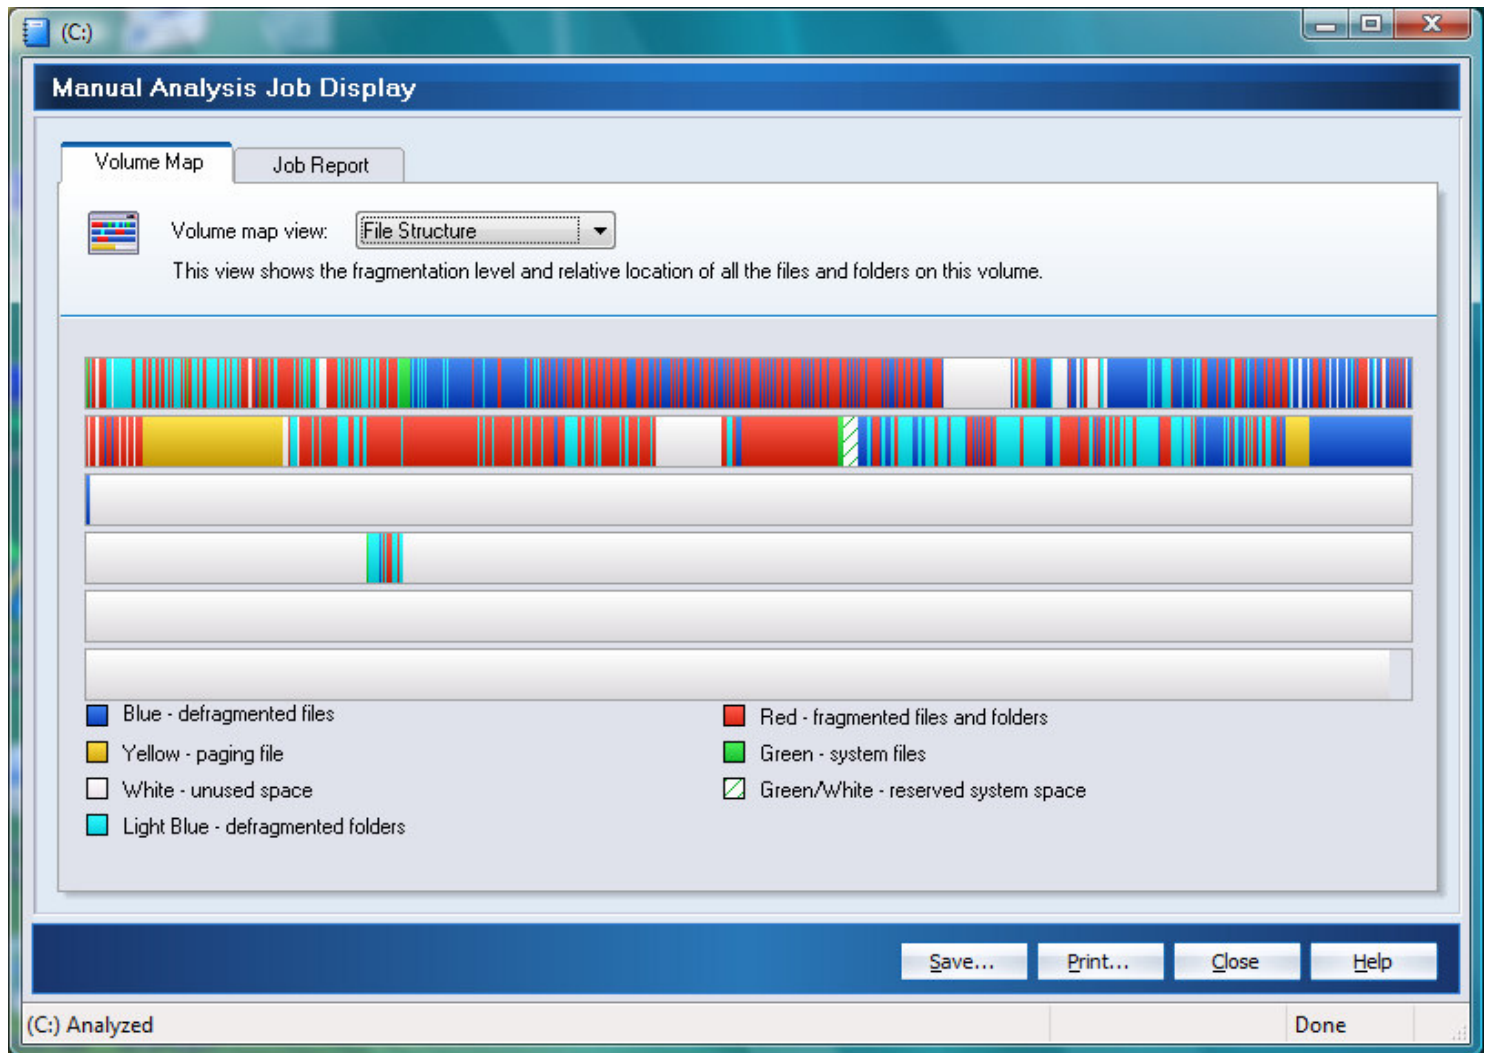 (C:)
Manual Analysis Job Display
Volume Map Job Report
Volume map view: File Structure
This view shows the fragmentation level and relative location of all the files and folders on this volume.
Blue - defragmented files Red - fragmented files and folders
Yellow - paging file Green - system files
White - unused space Green/White - reserved system space
Light Blue - defragmented folders
Save... Print... Close Help
(C:) Analyzed Done